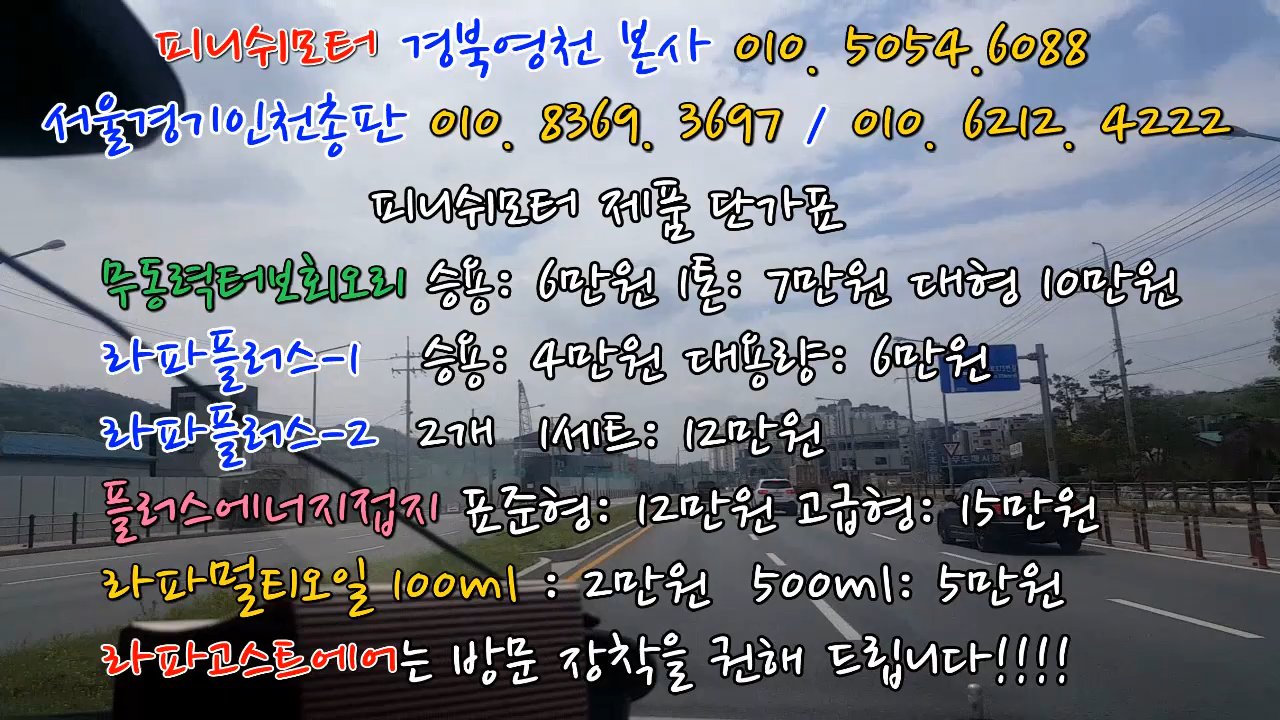 피니쉬모터 경북영천 본사 010. 5054.6088
서울경기인천총판 010. 8369. 3697 / 010. 6212. 4222
피니쉬모터 제품 단가표
무동력터보회오리 승용: 6만원 1톤: 7만원 대형 10만원
라파플러스-1 승용: 4만원 대용량: 6만원
라파플러스-2 2개 1세트: 12만원
플러스에너지접지 표준형: 12만원 고급형: 15만원
라파멀티오일 100ml : 2만원 500ml: 5만원
라파고스트에어는 방문 장착을 권해 드립니다!!!!